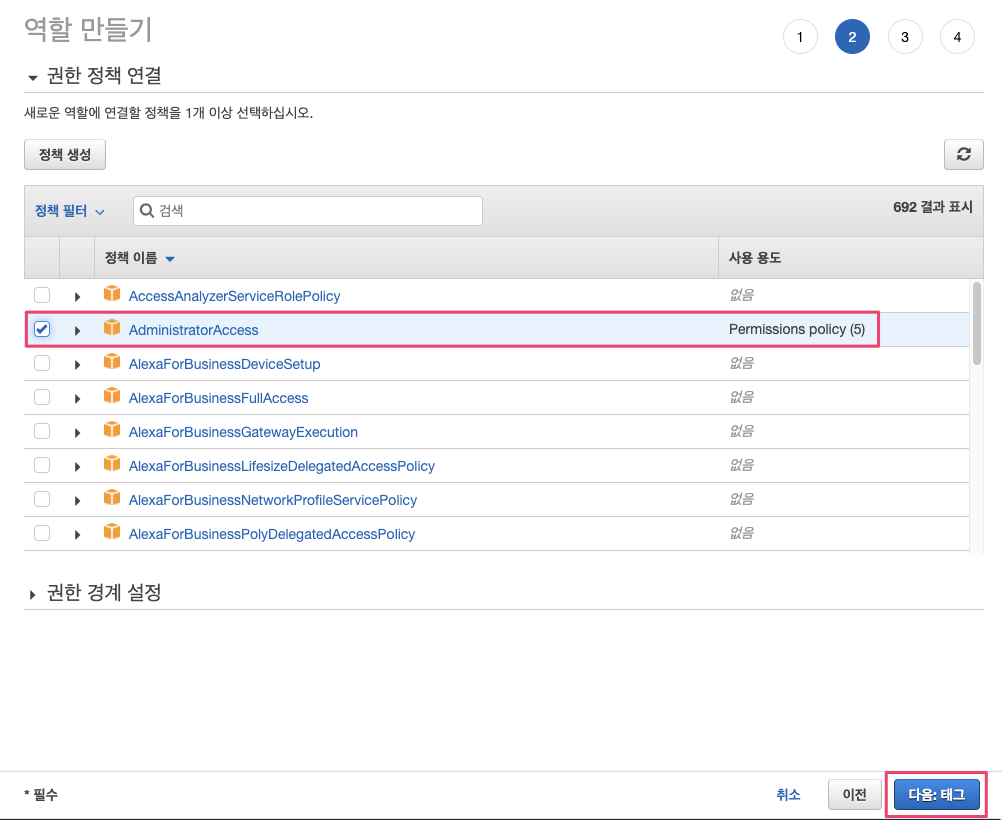 역할 만들기
1 2 3 4
권한 정책 연결
새로운 역할에 연결할 정책을 1개 이상 선택하십시오.
정책 생성
정책 필터 검색 692 결과 표시
정책 이름 사용 용도
AccessAnalyzerServiceRolePolicy 없음
AdministratorAccess Permissions policy (5)
AlexaForBusinessDeviceSetup 없음
AlexaForBusinessFullAccess 없음
AlexaForBusinessGatewayExecution 없음
AlexaForBusinessLifesizeDelegatedAccessPolicy 없음
AlexaForBusinessNetworkProfileServicePolicy 없음
AlexaForBusinessPolyDelegatedAccessPolicy 없음
권한 경계 설정
* 필수 취소 이전 다음: 태그